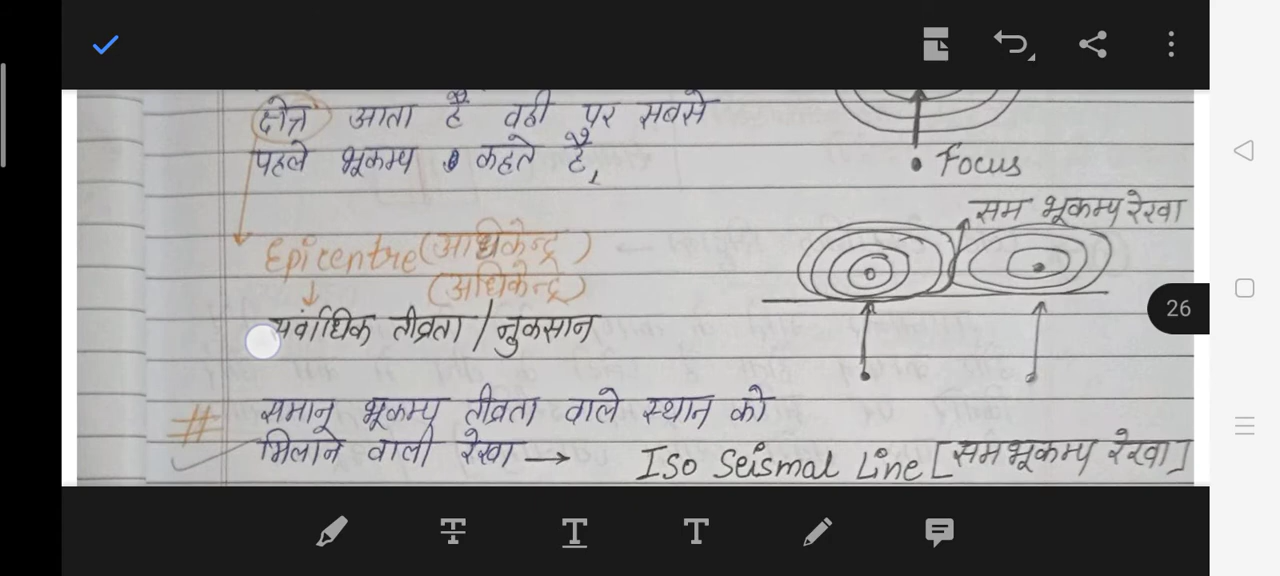 क्षेत्र आता है वही पर सबसे
पहले भूकम्प कहते है,
Focus
सम भूकम्प रेखा
Epicentre (अधिकेन्द्र)
(अधिकेन्द्र)
सर्वाधिक तीव्रता / नुकसान
26
# समान भूकम्प तीव्रता वाले स्थान को
मिलाने वाली रेखा → Iso Seismal Line [समभूकम्प रेखा]